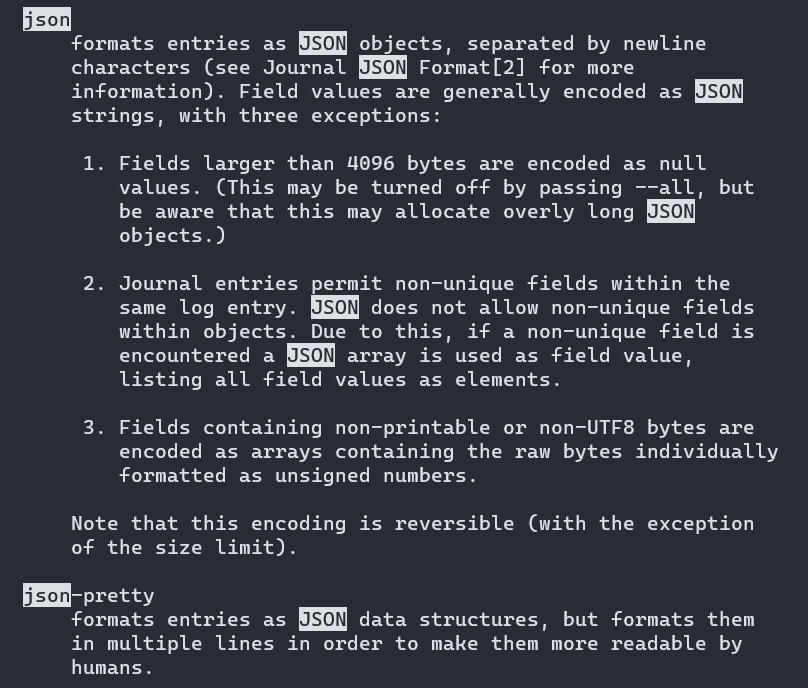 json
formats entries as JSON objects, separated by newline
characters (see Journal JSON Format[2] for more
information). Field values are generally encoded as JSON
strings, with three exceptions:
1. Fields larger than 4096 bytes are encoded as null
values. (This may be turned off by passing --all, but
be aware that this may allocate overly long JSON
objects.)
2. Journal entries permit non-unique fields within the
same log entry. JSON does not allow non-unique fields
within objects. Due to this, if a non-unique field is
encountered a JSON array is used as field value,
listing all field values as elements.
3. Fields containing non-printable or non-UTF8 bytes are
encoded as arrays containing the raw bytes individually
formatted as unsigned numbers.
Note that this encoding is reversible (with the exception
of the size limit).
json-pretty
formats entries as JSON data structures, but formats them
in multiple lines in order to make them more readable by
humans.